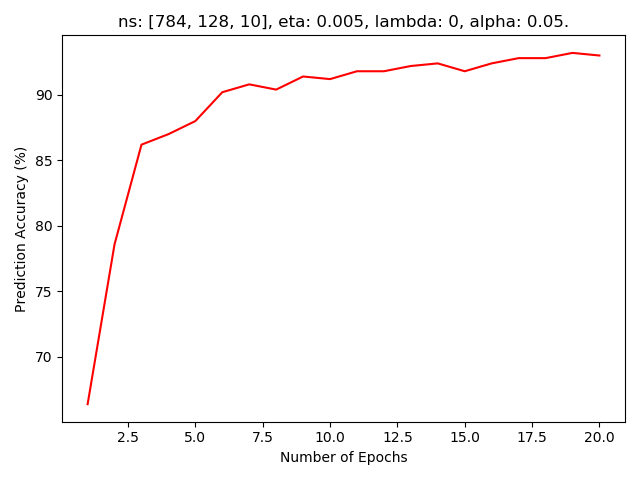 ns: [784, 128, 10], eta: 0.005, lambda: 0, alpha: 0.05.
Prediction Accuracy (%)
90
85
80
75
70
2.5 5.0 7.5 10.0 12.5 15.0 17.5 20.0
Number of Epochs